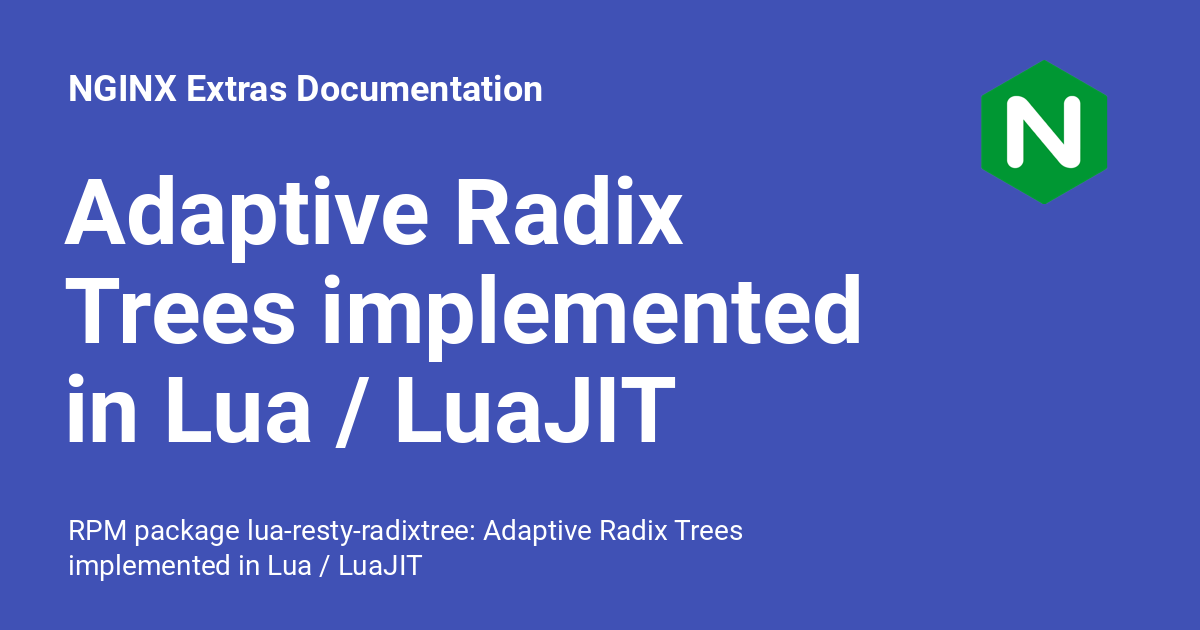 NGINX Extras Documentation
N
Adaptive Radix
Trees implemented
in Lua / LuaJIT
RPM package lua-resty-radixtree: Adaptive Radix Trees
implemented in Lua / LuaJIT